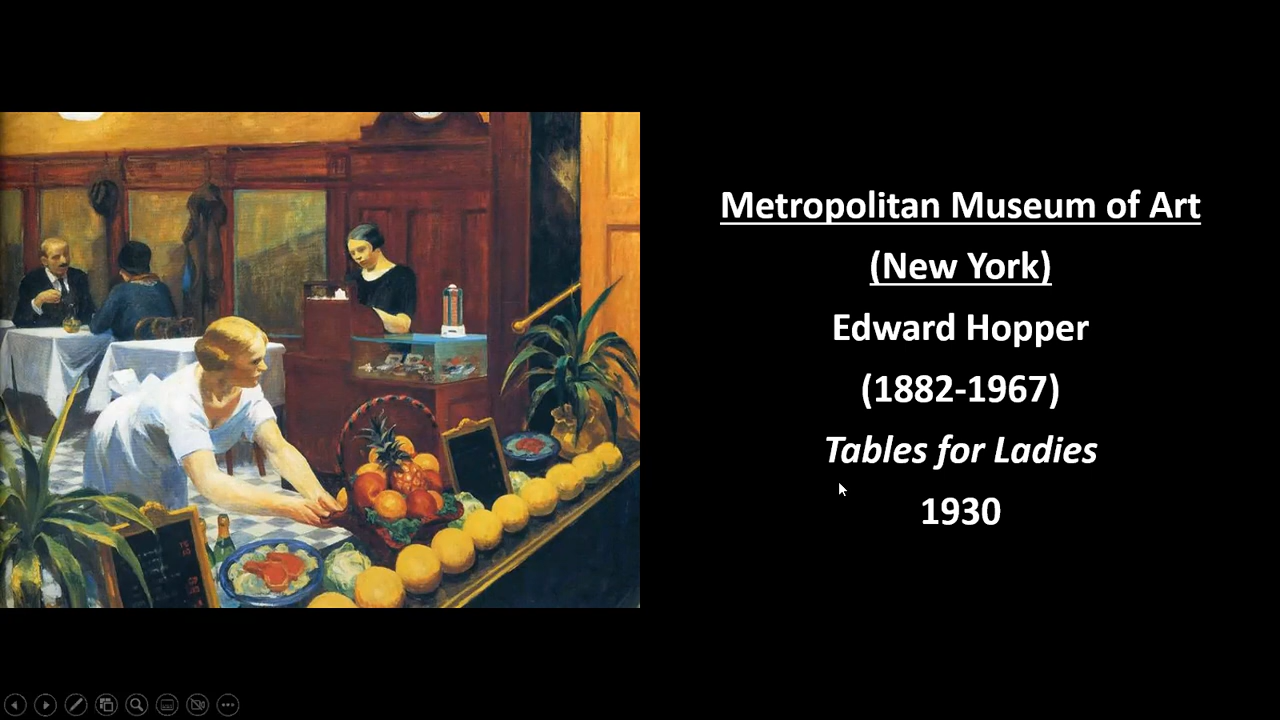 Metropolitan Museum of Art
(New York)
Edward Hopper
(1882-1967)
Tables for Ladies
1930